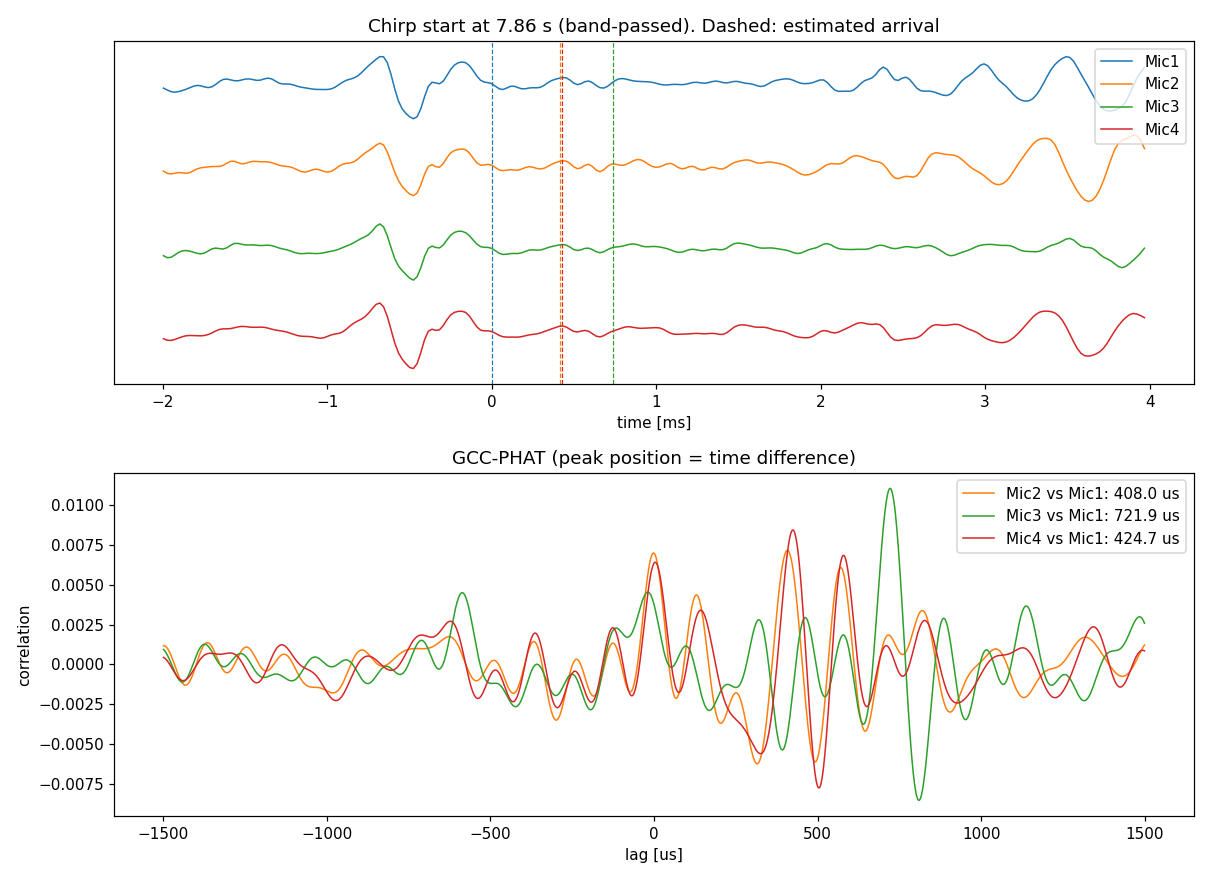 Chirp start at 7.86 s (band-passed). Dashed: estimated arrival
Mic1
Mic2
Mic3
Mic4
−2 −1 0 1 2 3 4
time [ms]
GCC-PHAT (peak position = time difference)
Mic2 vs Mic1: 408.0 us
Mic3 vs Mic1: 721.9 us
Mic4 vs Mic1: 424.7 us
0.0100
0.0075
0.0050
0.0025
0.0000
−0.0025
−0.0050
−0.0075
correlation
−1500 −1000 −500 0 500 1000 1500
lag [us]